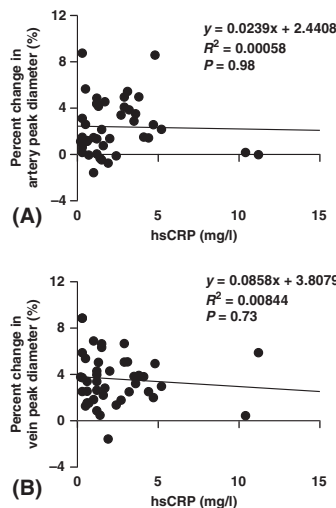 y = 0.0239x + 2.4408
R² = 0.00058
P = 0.98
Percent change in
artery peak diameter (%)
12
8
4
0
−4
0
5
10
15
(A)
hsCRP (mg/l)
y = 0.0858x + 3.8079
R² = 0.00844
P = 0.73
Percent change in
vein peak diameter (%)
12
8
4
0
−4
0
5
10
15
(B)
hsCRP (mg/l)